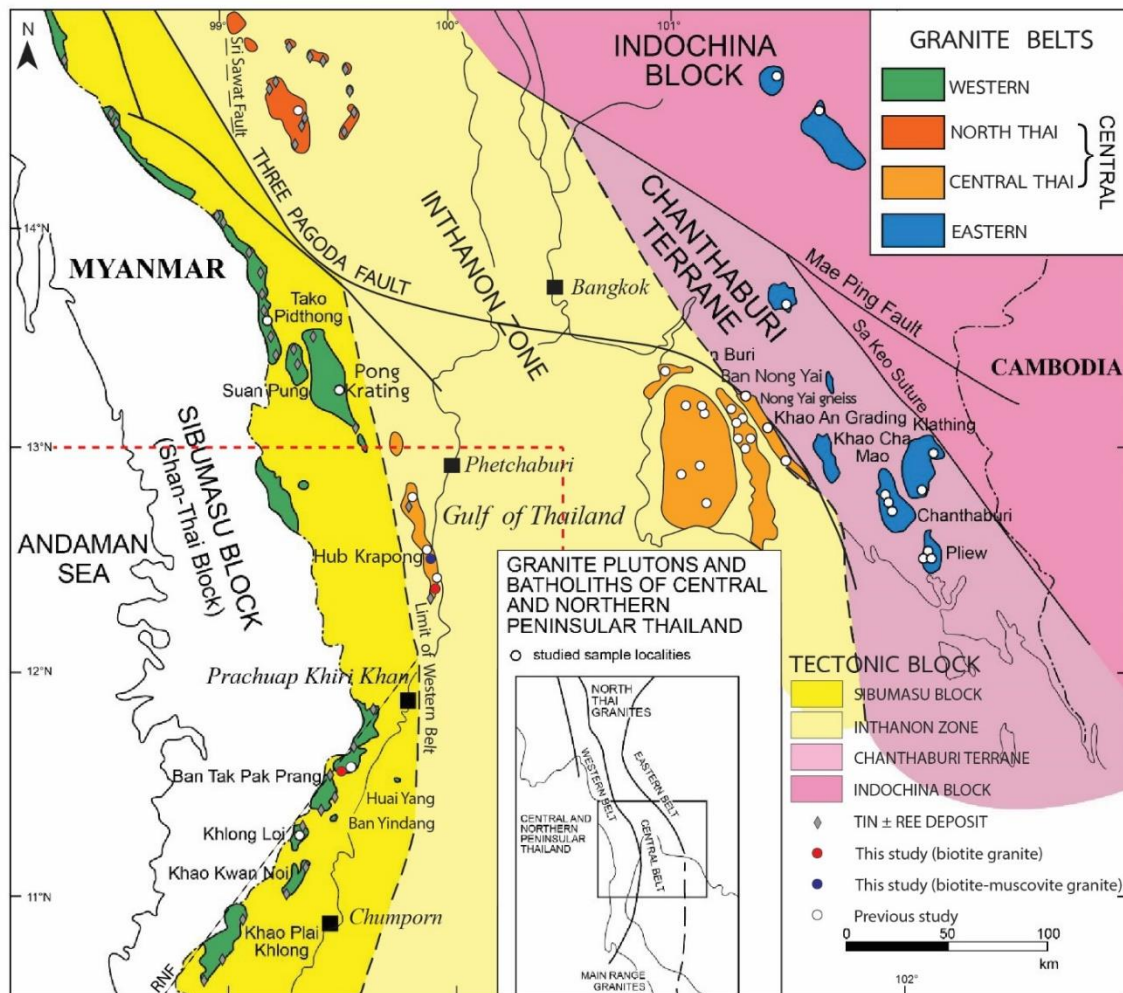 99°
100°
101°
N
Sri Sawat Fault
INDOCHINA
BLOCK
GRANITE BELTS
WESTERN
NORTH THAI
CENTRAL THAI
CENTRAL
EASTERN
THREE PAGODA FAULT
INTHANON ZONE
CHANTHABURI
TERRANE
14°N
MYANMAR
Bangkok
Mae Ping Fault
Sa Keo Suture
CAMBODIA
Tako
Pidthong
Pong
Krating
Suan Pung
n Buri
Ban Nong Yai
Nong Yai gneiss
Khao An Grading
Klathing
Khao Cha
Mao
13°N
SIBUMASU BLOCK
(Shan-Thai Block)
Phetchaburi
Gulf of Thailand
Chanthaburi
ANDAMAN
SEA
Hub Krapong
Pliew
Limit of Western Belt
GRANITE PLUTONS AND
BATHOLITHS OF CENTRAL
AND NORTHERN
PENINSULAR THAILAND
studied sample localities
12°N
Prachuap Khiri Khan
TECTONIC BLOCK
SIBUMASU BLOCK
INTHANON ZONE
CHANTHABURI TERRANE
INDOCHINA BLOCK
TIN ± REE DEPOSIT
This study (biotite granite)
This study (biotite-muscovite granite)
Previous study
0 50 100
km
NORTH
THAI
GRANITES
WESTERN BELT
EASTERN BELT
CENTRAL AND
NORTHERN
PENINSULAR
THAILAND
CENTRAL BELT
MAIN RANGE
GRANITES
Ban Tak Pak Prang
Huai Yang
Ban Yindang
Khlong Loi
Khao Kwan Noi
11°N
Chumporn
Khao Plai
Khlong
RNF
102°